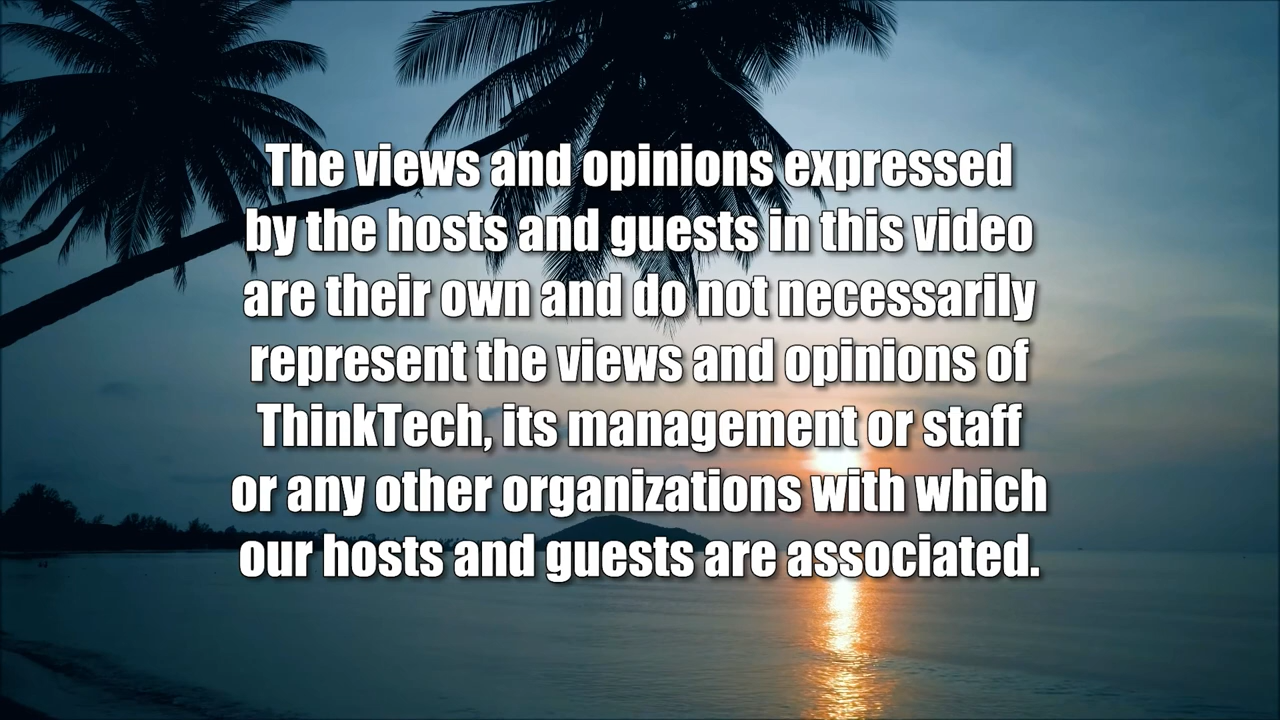 The views and opinions expressed
by the hosts and guests in this video
are their own and do not necessarily
represent the views and opinions of
ThinkTech, its management or staff
or any other organizations with which
our hosts and guests are associated.